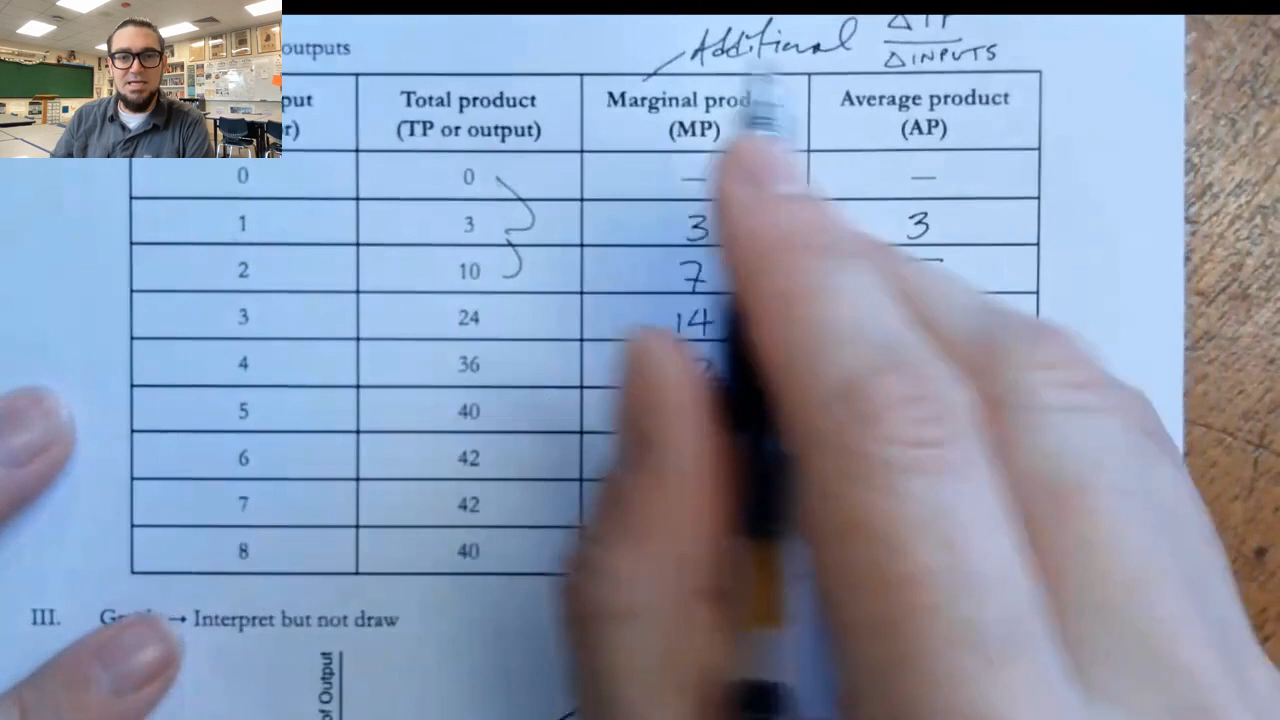 Additional ΔTP
ΔINPUTS
outputs
Total product Marginal Average product
(TP or output) (MP) (AP)
0 0 — —
1 3 3 3
2 10 7
3 24 14
4 36
5 40
6 42
7 42
8 40
III. → Interpret but not draw
of Output